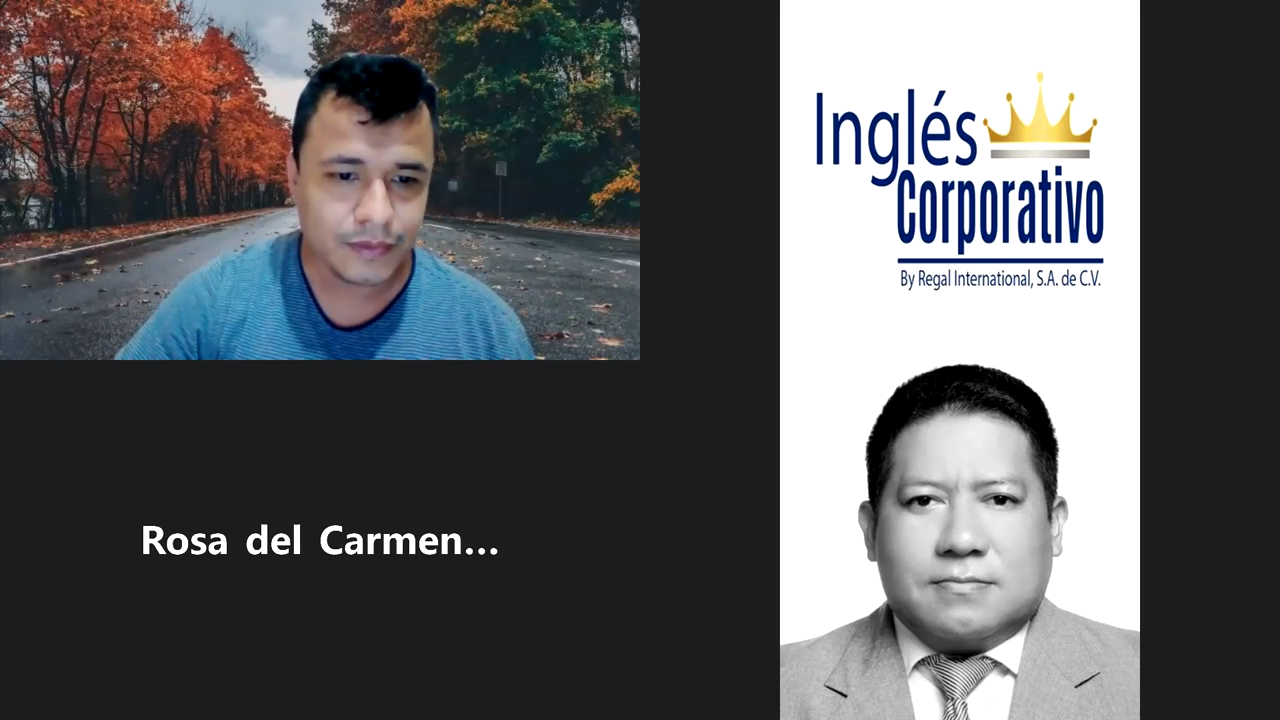 Inglés
Corporativo
By Regal International, S.A. de C.V.
Rosa del Carmen...